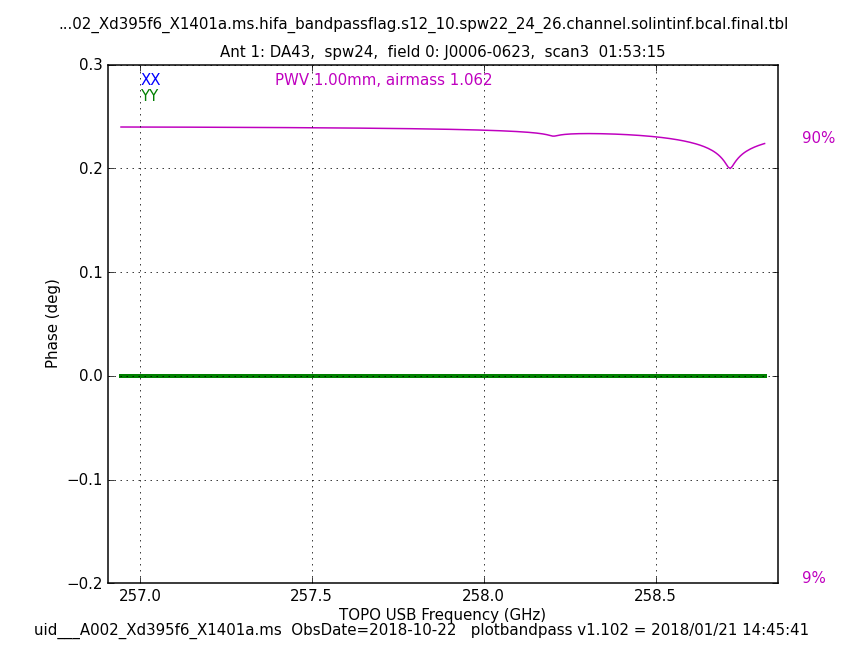 ...02_Xd395f6_X1401a.ms.hifa_bandpassflag.s12_10.spw22_24_26.channel.solintinf.bcal.final.tbl
Ant 1: DA43,  spw24,  field 0: J0006-0623,  scan3  01:53:15
XX
PWV 1.00mm, airmass 1.062
YY
0.3
0.2
0.1
0.0
−0.1
−0.2
Phase (deg)
90%
9%
257.0 257.5 258.0 258.5
TOPO USB Frequency (GHz)
uid___A002_Xd395f6_X1401a.ms  ObsDate=2018-10-22   plotbandpass v1.102 = 2018/01/21 14:45:41